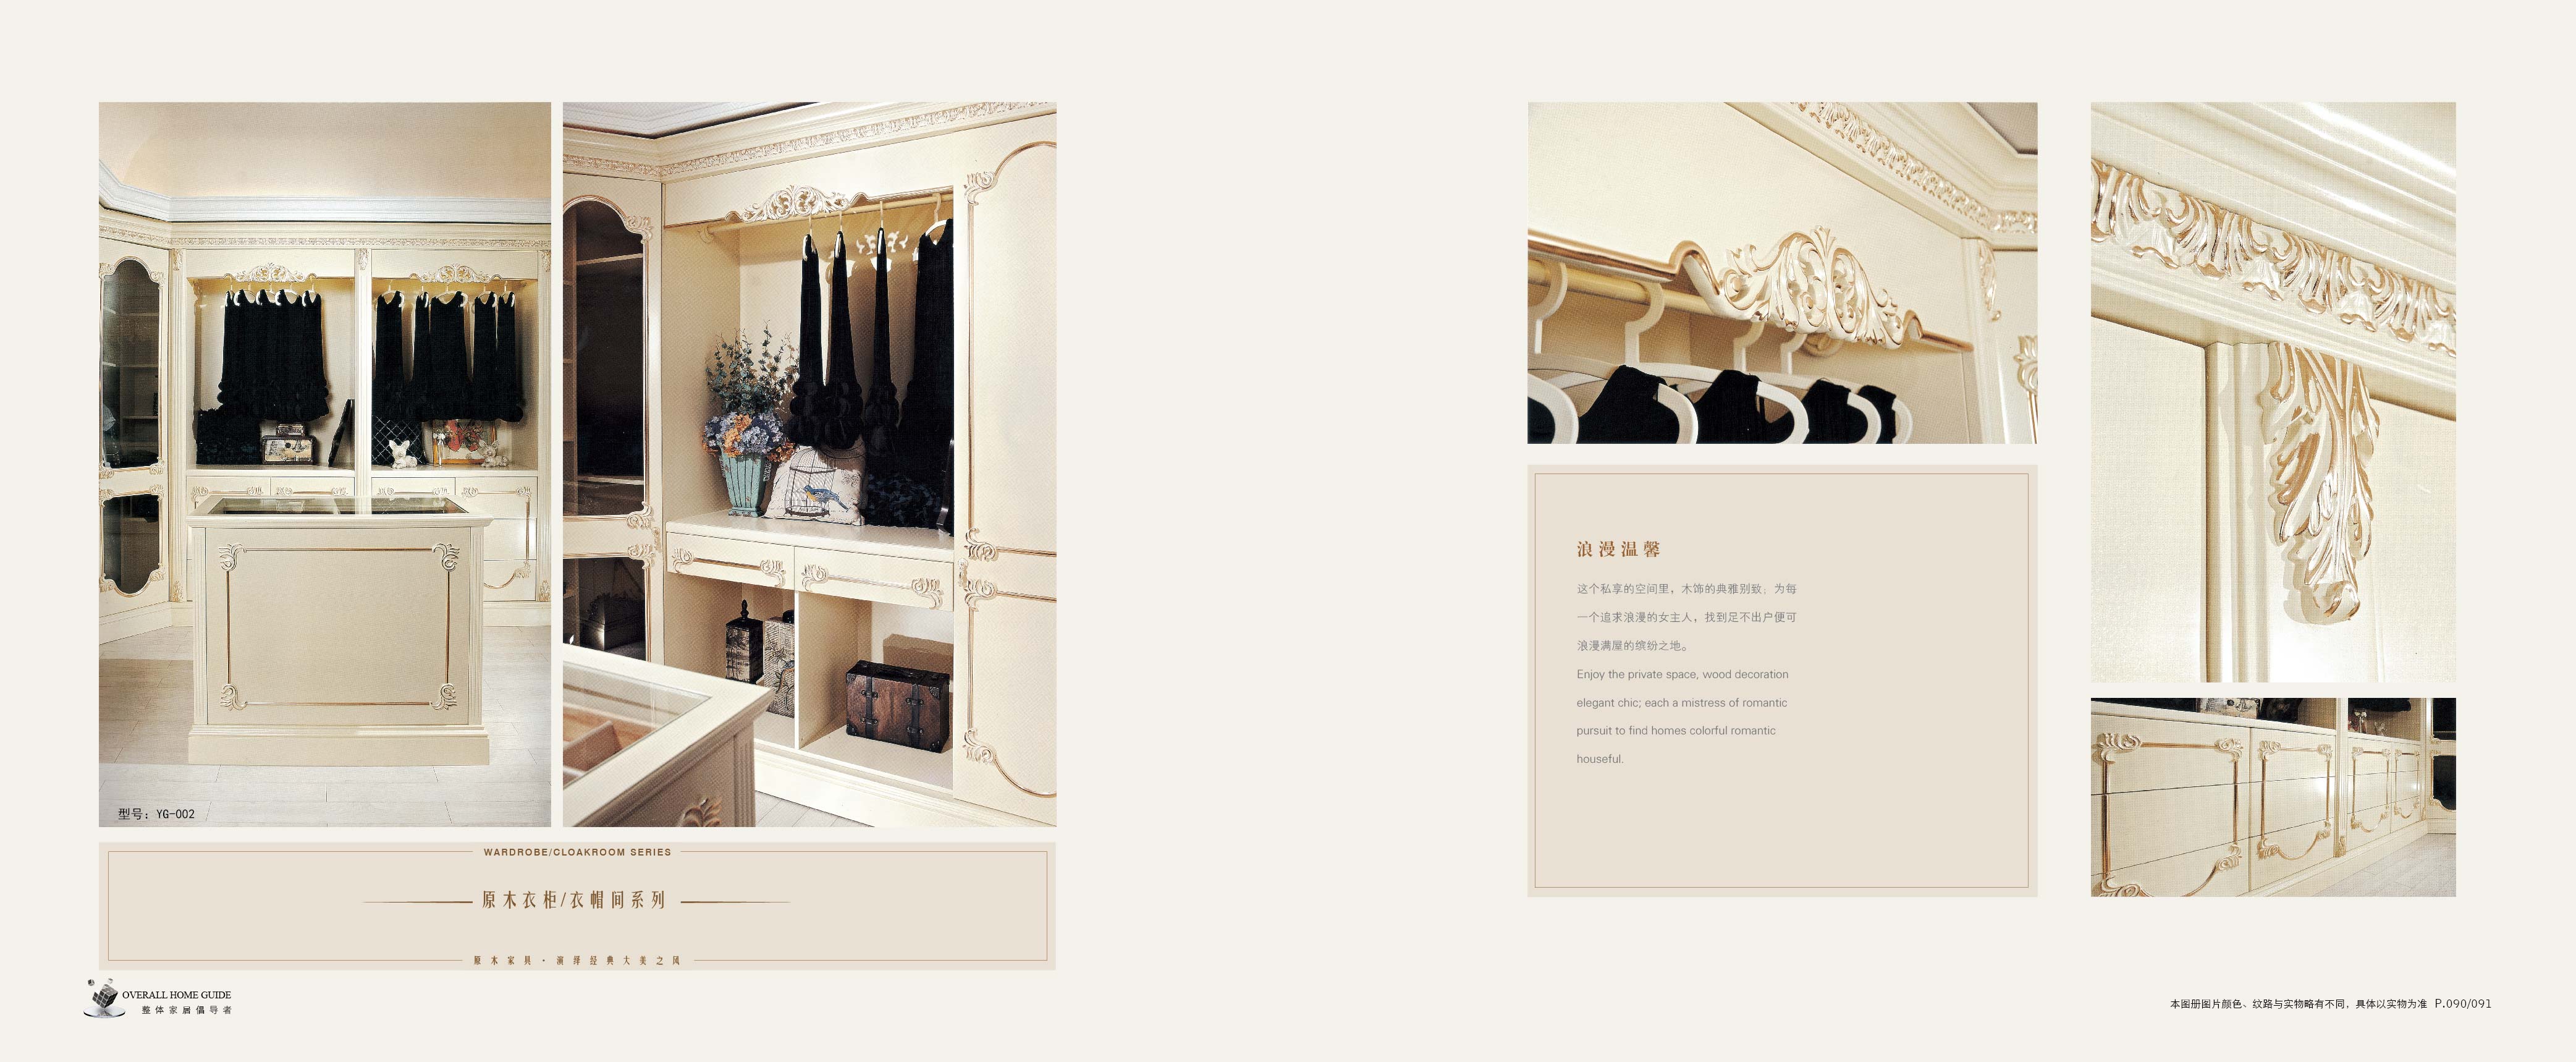 型号：YG-002
WARDROBE/CLOAKROOM SERIES
原木衣柜/衣帽间系列
原木家具·演绎经典大美之风
OVERALL HOME GUIDE
整体家居倡导者
浪漫温馨
这个私享的空间里，木饰的典雅别致；为每
一个追求浪漫的女主人，找到足不出户便可
浪漫满屋的缤纷之地。
Enjoy the private space, wood decoration
elegant chic; each a mistress of romantic
pursuit to find homes colorful romantic
houseful.
本图册图片颜色、纹路与实物略有不同，具体以实物为准 P.090/091